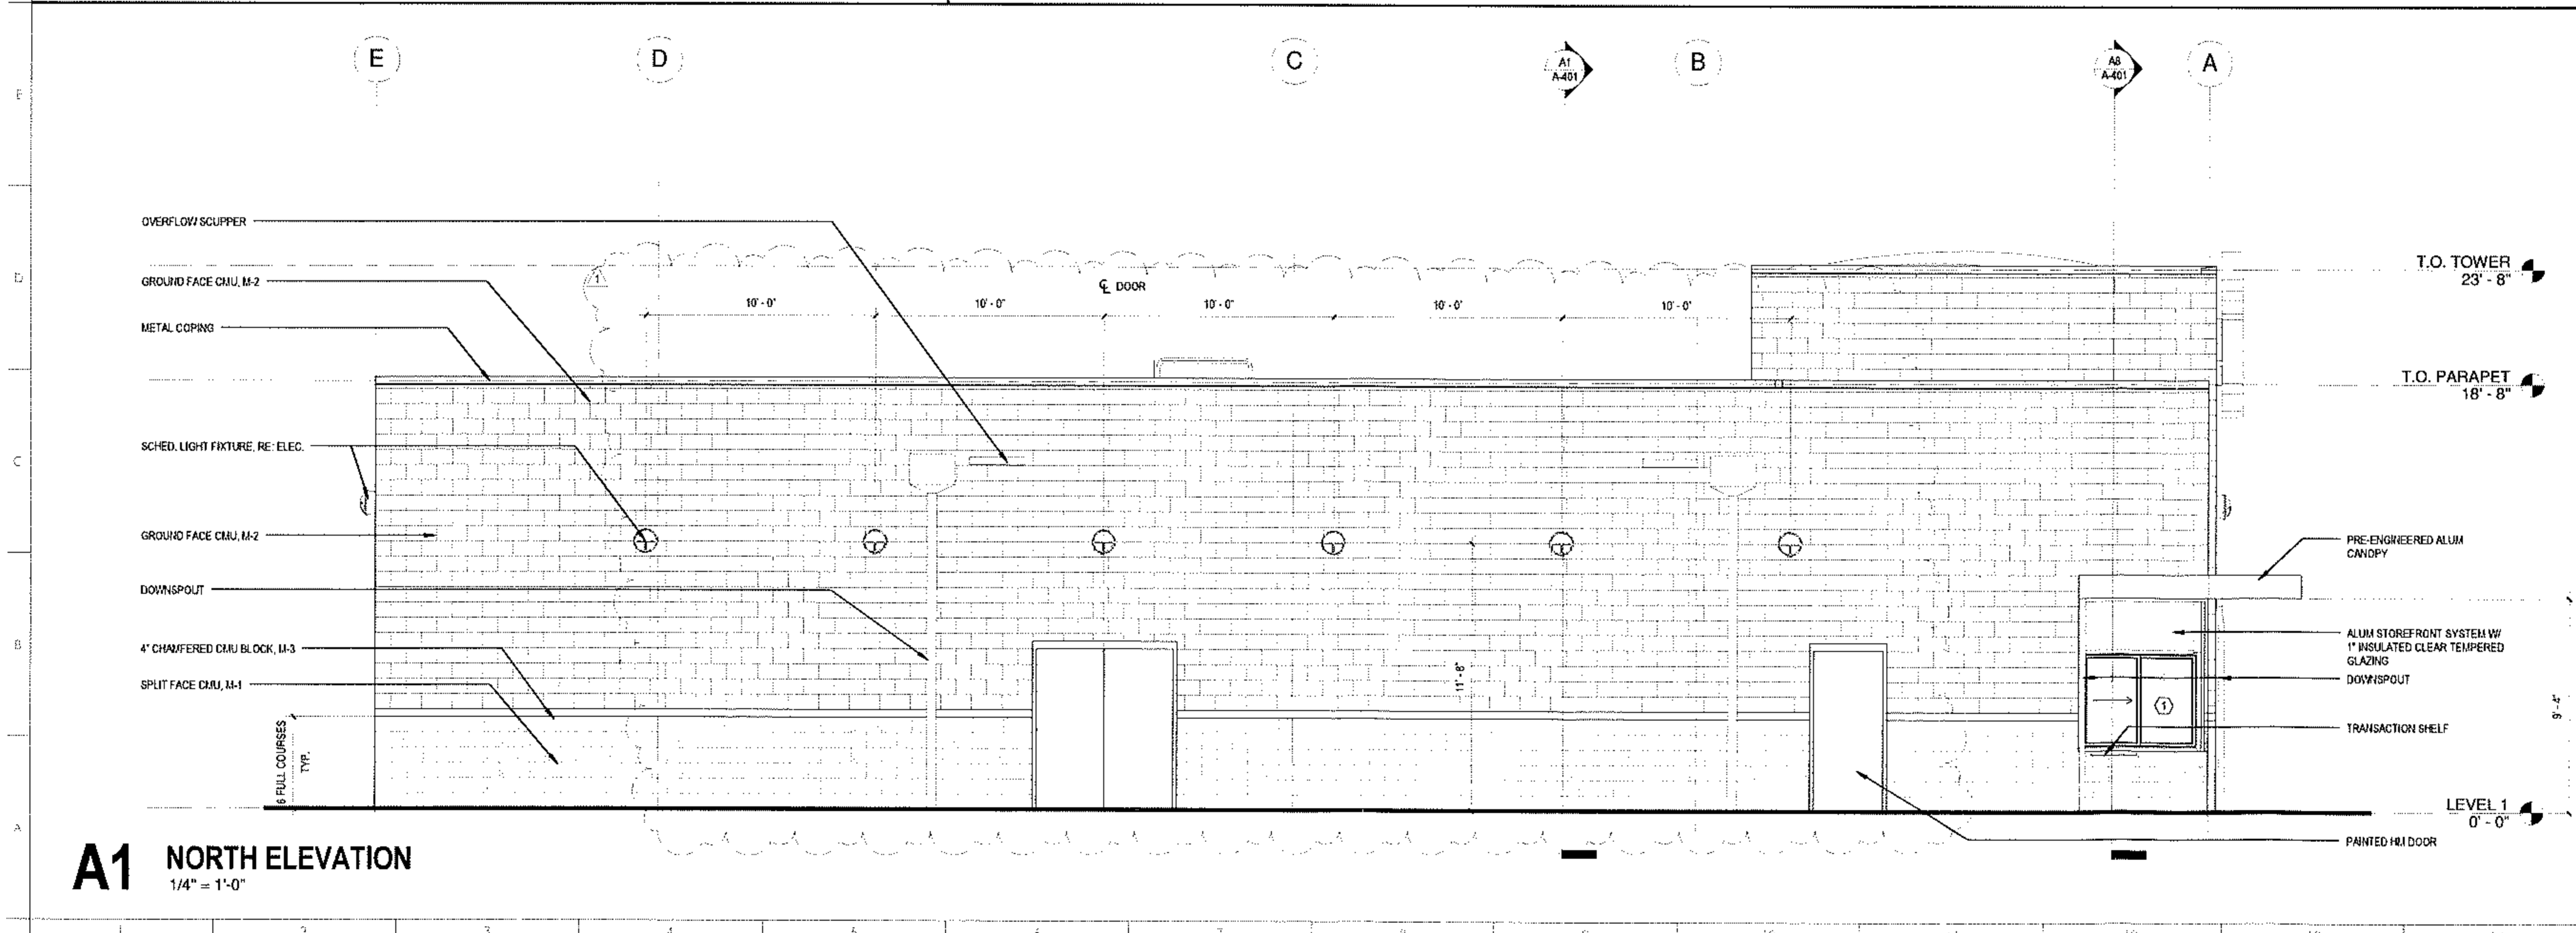 E
D
C
A1
A-401
B
A8
A-401
A
E
D
C
B
A
OVERFLOW SCUPPER
GROUND FACE CMU, M-2
METAL COPING
SCHED. LIGHT FIXTURE, RE: ELEC.
GROUND FACE CMU, M-2
DOWNSPOUT
4" CHAMFERED CMU BLOCK, M-3
SPLIT FACE CMU, M-1
6 FULL COURSES
TYP.
1
10' - 0"
10' - 0"
℄ DOOR
10' - 0"
10' - 0"
10' - 0"
11' - 8"
1
T.O. TOWER
23' - 8"
T.O. PARAPET
18' - 8"
PRE-ENGINEERED ALUM
CANOPY
ALUM STOREFRONT SYSTEM W/
1" INSULATED CLEAR TEMPERED
GLAZING
DOWNSPOUT
TRANSACTION SHELF
9' - 4"
LEVEL 1
0' - 0"
PAINTED HM DOOR
A1 NORTH ELEVATION
1/4" = 1'-0"